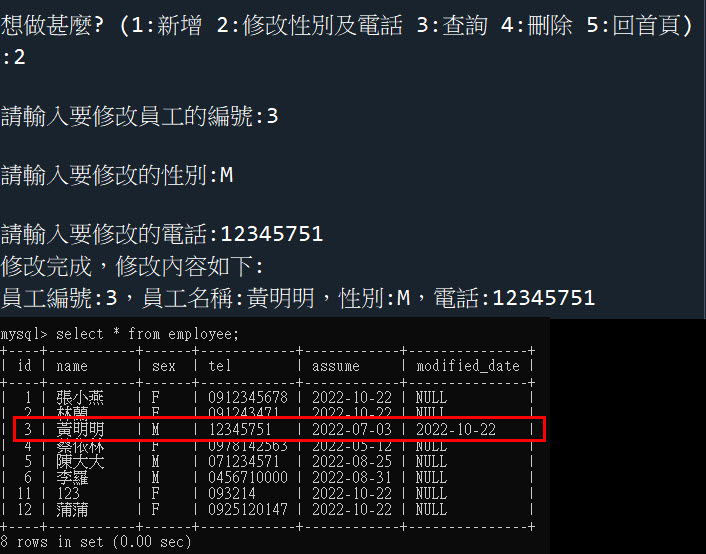 想做甚麼? (1:新增 2:修改性別及電話 3:查詢 4:刪除 5:回首頁)
:2
請輸入要修改員工的編號:3
請輸入要修改的性別:M
請輸入要修改的電話:12345751
修改完成，修改內容如下:
員工編號:3，員工名稱:黃明明，性別:M，電話:12345751
mysql> select * from employee;
+----+-----------+-----+------------+------------+---------------+
| id | name | sex | tel | assume | modified_date |
+----+-----------+-----+------------+------------+---------------+
| 1 | 張小燕 | F | 0912345678 | 2022-10-22 | NULL |
| 2 | 林蘭 | F | 091243471 | 2022-10-22 | NULL |
| 3 | 黃明明 | M | 12345751 | 2022-07-03 | 2022-10-22 |
| 4 | 蔡依林 | F | 0978142563 | 2022-05-12 | NULL |
| 5 | 陳大大 | M | 071234571 | 2022-08-25 | NULL |
| 6 | 李羅 | M | 0456710000 | 2022-08-31 | NULL |
| 11 | 123 | F | 093214 | 2022-10-22 | NULL |
| 12 | 蒲蒲 | F | 0925120147 | 2022-10-22 | NULL |
+----+-----------+-----+------------+------------+---------------+
8 rows in set (0.00 sec)